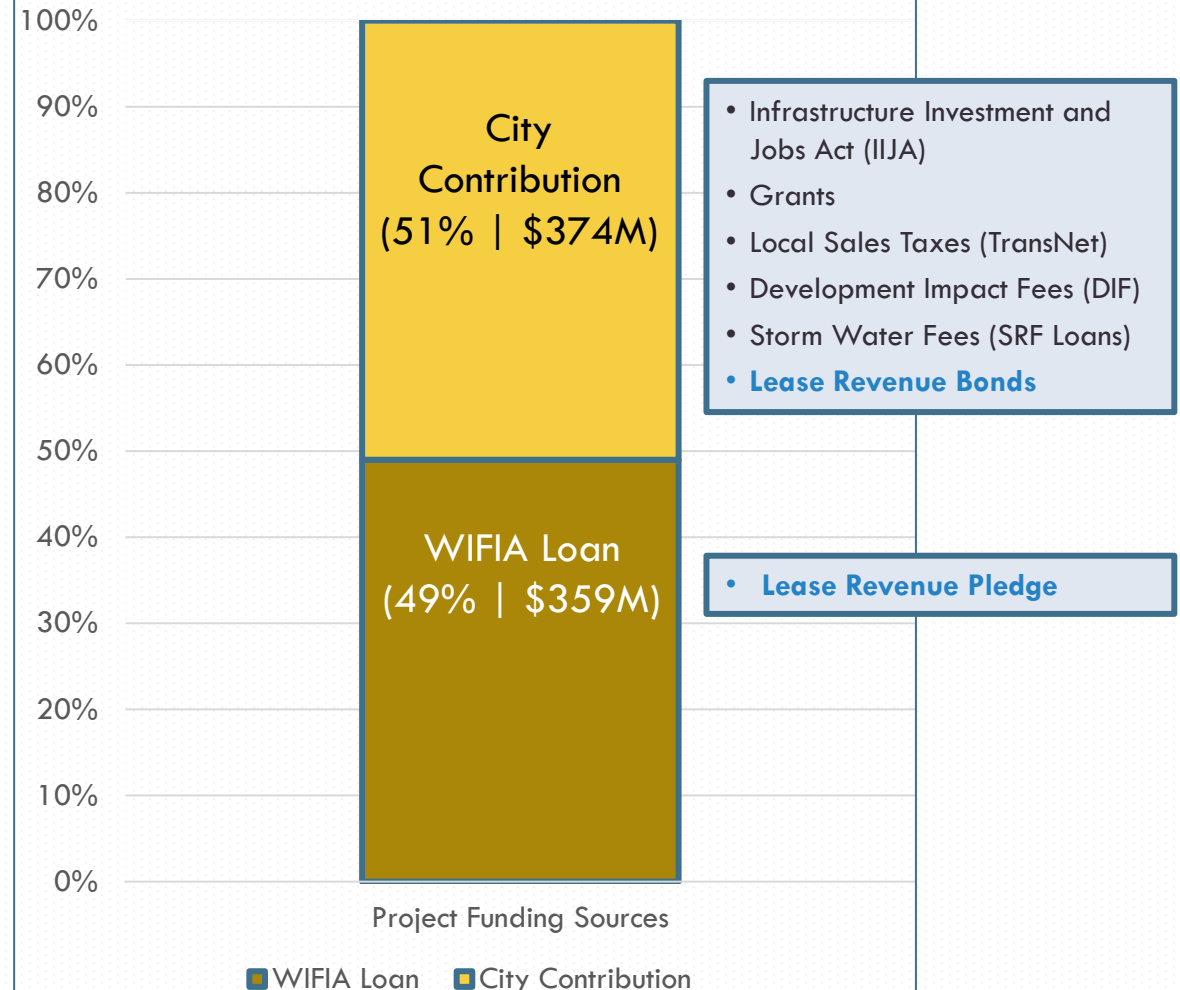 100%
90%
80%
70%
60%
50%
40%
30%
20%
10%
0%
City
Contribution
(51% | $374M)
WIFIA Loan
(49% | $359M)
• Infrastructure Investment and
Jobs Act (IIJA)
• Grants
• Local Sales Taxes (TransNet)
• Development Impact Fees (DIF)
• Storm Water Fees (SRF Loans)
• Lease Revenue Bonds
• Lease Revenue Pledge
Project Funding Sources
WIFIA Loan City Contribution